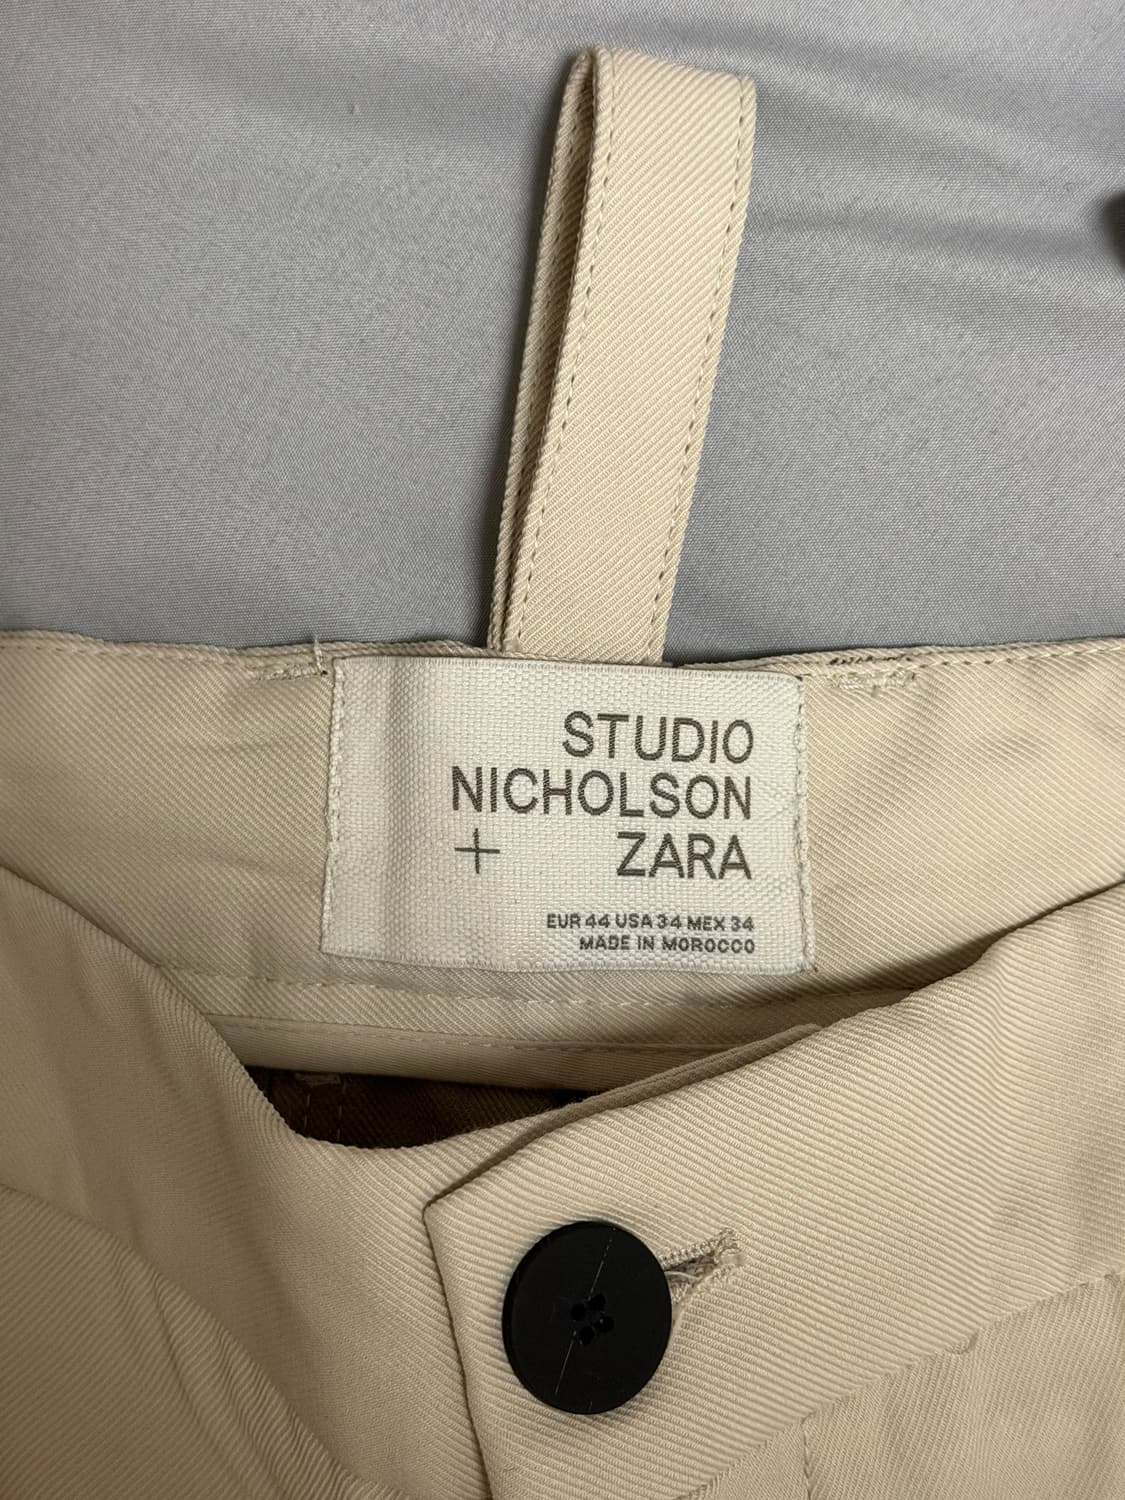 STUDIO
NICHOLSON
+ ZARA
EUR 44 USA 34 MEX 34
MADE IN MOROCCO